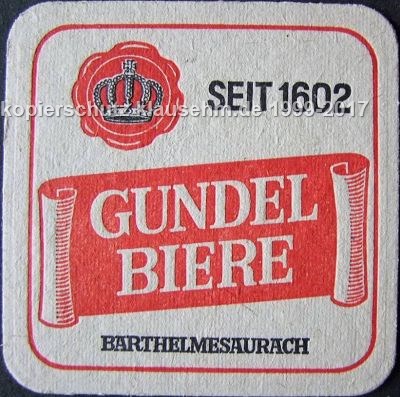 SEIT 1602
kopierschutz-klausehm.de 1999-2017
GUNDEL
BIERE
BARTHELMESAURACH